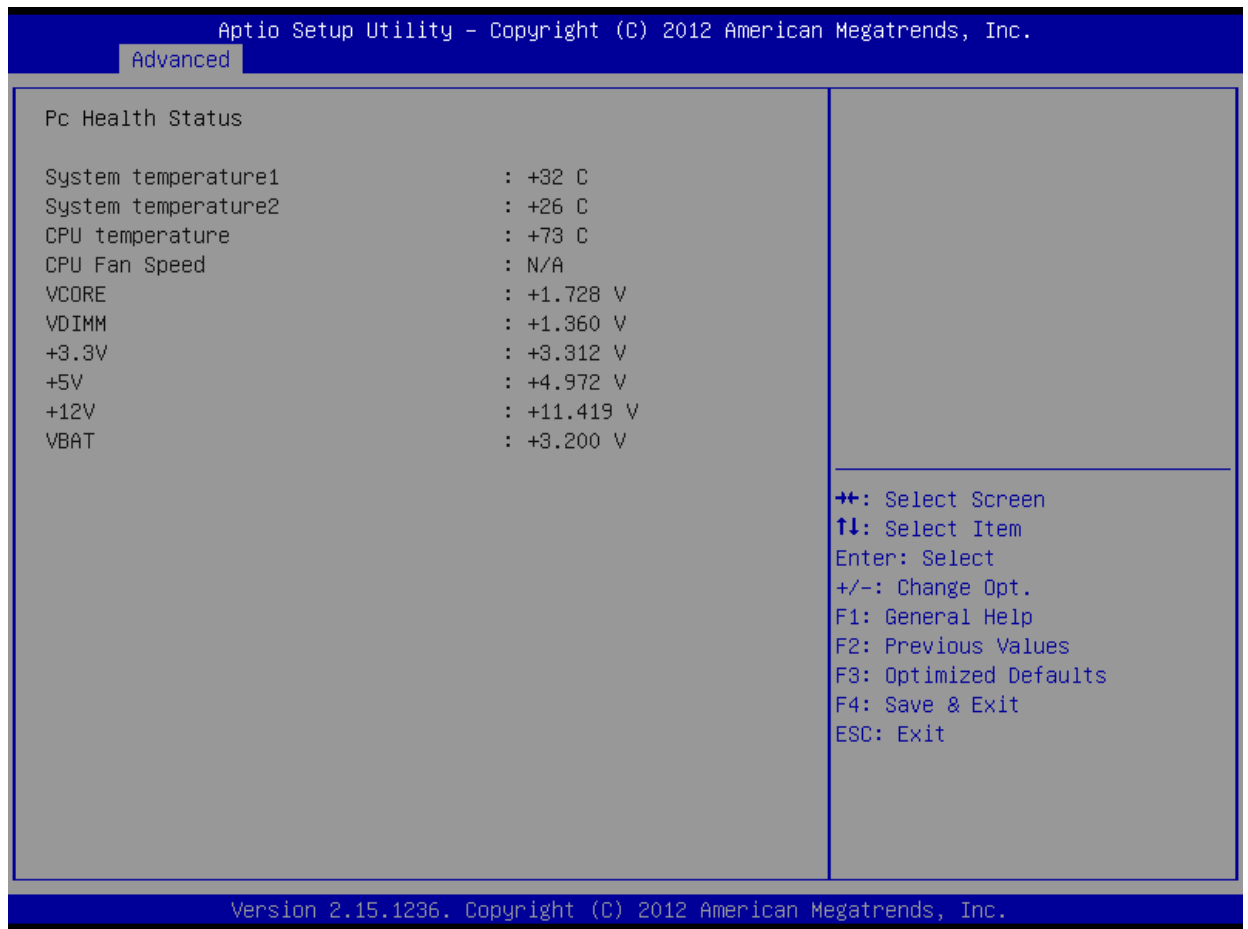 Aptio Setup Utility – Copyright (C) 2012 American Megatrends, Inc.
Advanced
Pc Health Status
System temperature1 : +32 C
System temperature2 : +26 C
CPU temperature : +73 C
CPU Fan Speed : N/A
VCORE : +1.728 V
VDIMM : +1.360 V
+3.3V : +3.312 V
+5V : +4.972 V
+12V : +11.419 V
VBAT : +3.200 V
→←: Select Screen
↑↓: Select Item
Enter: Select
+/-: Change Opt.
F1: General Help
F2: Previous Values
F3: Optimized Defaults
F4: Save & Exit
ESC: Exit
Version 2.15.1236. Copyright (C) 2012 American Megatrends, Inc.